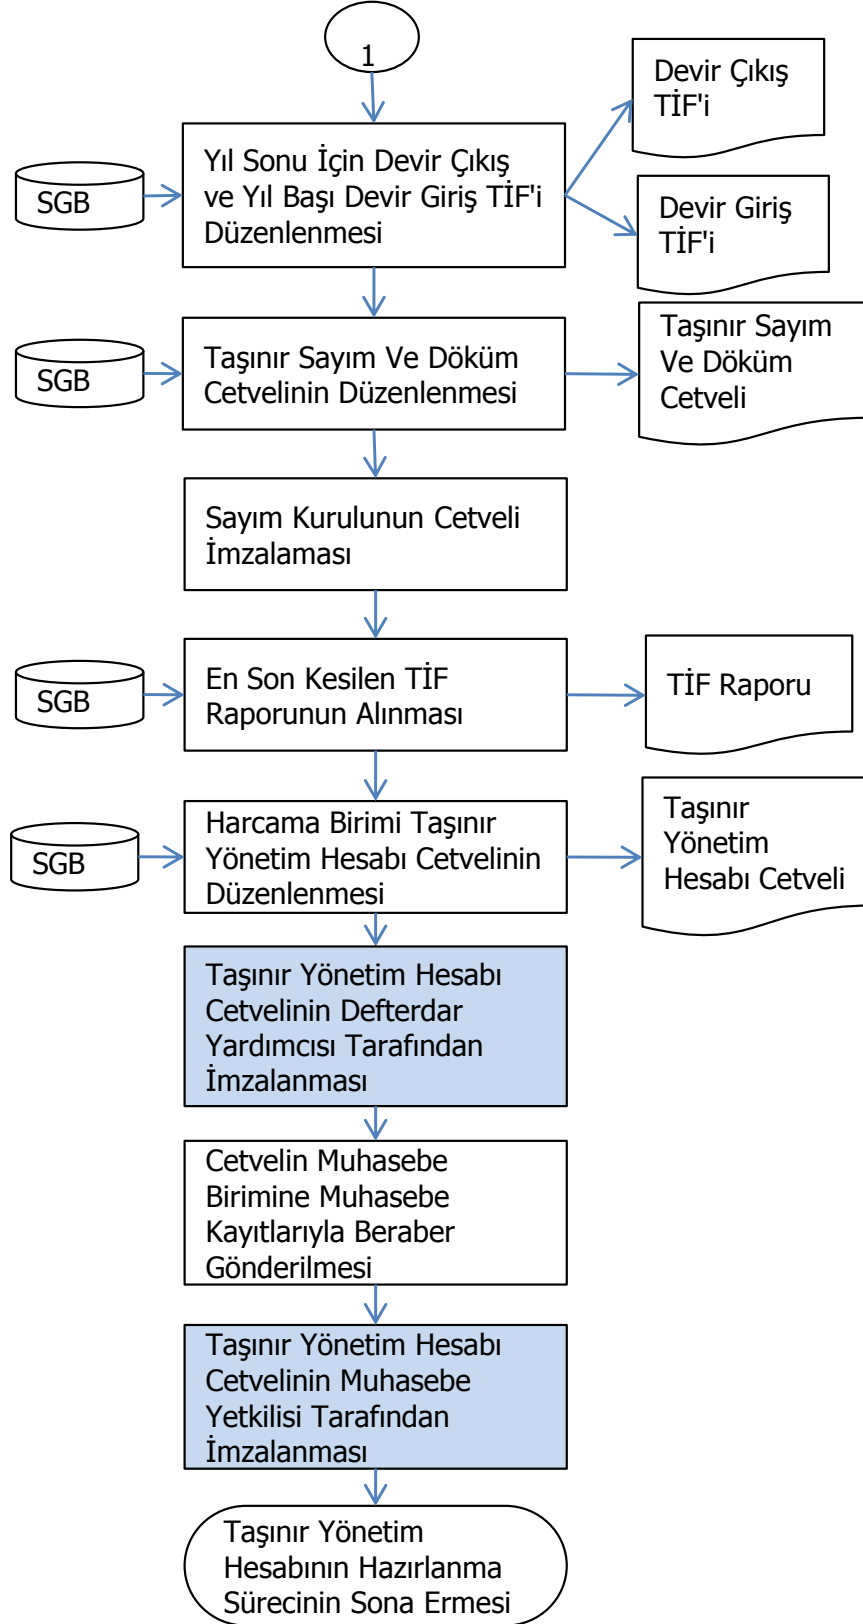 1
Devir Çıkış
TİF'i
SGB
Yıl Sonu İçin Devir Çıkış
ve Yıl Başı Devir Giriş TİF'i
Düzenlenmesi
Devir Giriş
TİF'i
SGB
Taşınır Sayım Ve Döküm
Cetvelinin Düzenlenmesi
Taşınır Sayım
Ve Döküm
Cetveli
Sayım Kurulunun Cetveli
İmzalaması
SGB
En Son Kesilen TİF
Raporunun Alınması
TİF Raporu
SGB
Harcama Birimi Taşınır
Yönetim Hesabı Cetvelinin
Düzenlenmesi
Taşınır
Yönetim
Hesabı Cetveli
Taşınır Yönetim Hesabı
Cetvelinin Defterdar
Yardımcısı Tarafından
İmzalanması
Cetvelin Muhasebe
Birimine Muhasebe
Kayıtlarıyla Beraber
Gönderilmesi
Taşınır Yönetim Hesabı
Cetvelinin Muhasebe
Yetkilisi Tarafından
İmzalanması
Taşınır Yönetim
Hesabının Hazırlanma
Sürecinin Sona Ermesi